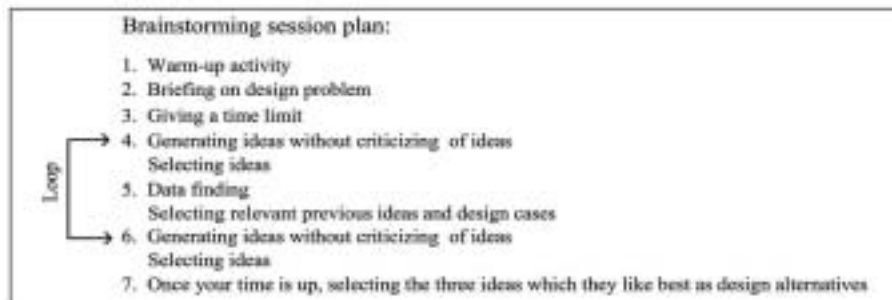 Brainstorming session plan:
1. Warm-up activity
2. Briefing on design problem
3. Giving a time limit
4. Generating ideas without criticizing of ideas
Selecting ideas
Loop
5. Data finding
Selecting relevant previous ideas and design cases
6. Generating ideas without criticizing of ideas
Selecting ideas
7. Once your time is up, selecting the three ideas which they like best as design alternatives